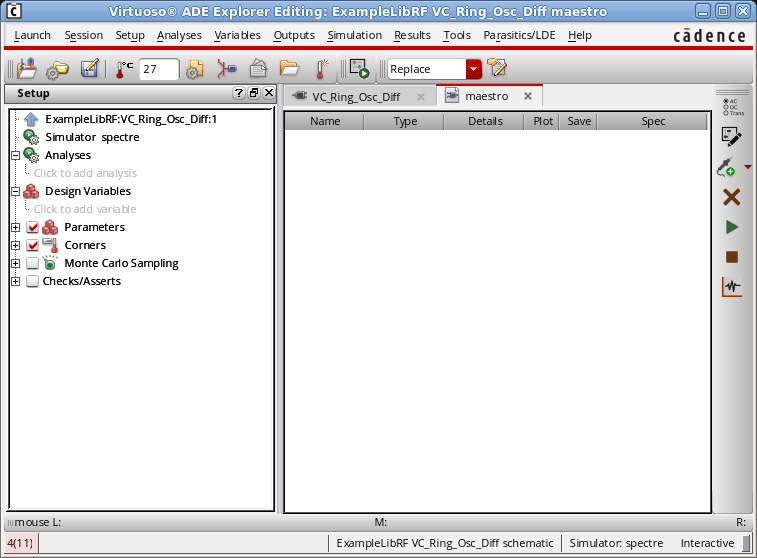 Virtuoso® ADE Explorer Editing: ExampleLibRF VC_Ring_Osc_Diff maestro
Launch Session Setup Analyses Variables Outputs Simulation Results Tools Parasitics/LDE Help cādence
°C 27 Replace
Setup
VC_Ring_Osc_Diff maestro
Name Type Details Plot Save Spec
AC
DC
Trans
ExampleLibRF:VC_Ring_Osc_Diff:1
Simulator spectre
Analyses
Click to add analysis
Design Variables
Click to add variable
Parameters
Corners
Monte Carlo Sampling
Checks/Asserts
mouse L: M: R:
4(11) ExampleLibRF VC_Ring_Osc_Diff schematic Simulator: spectre Interactive